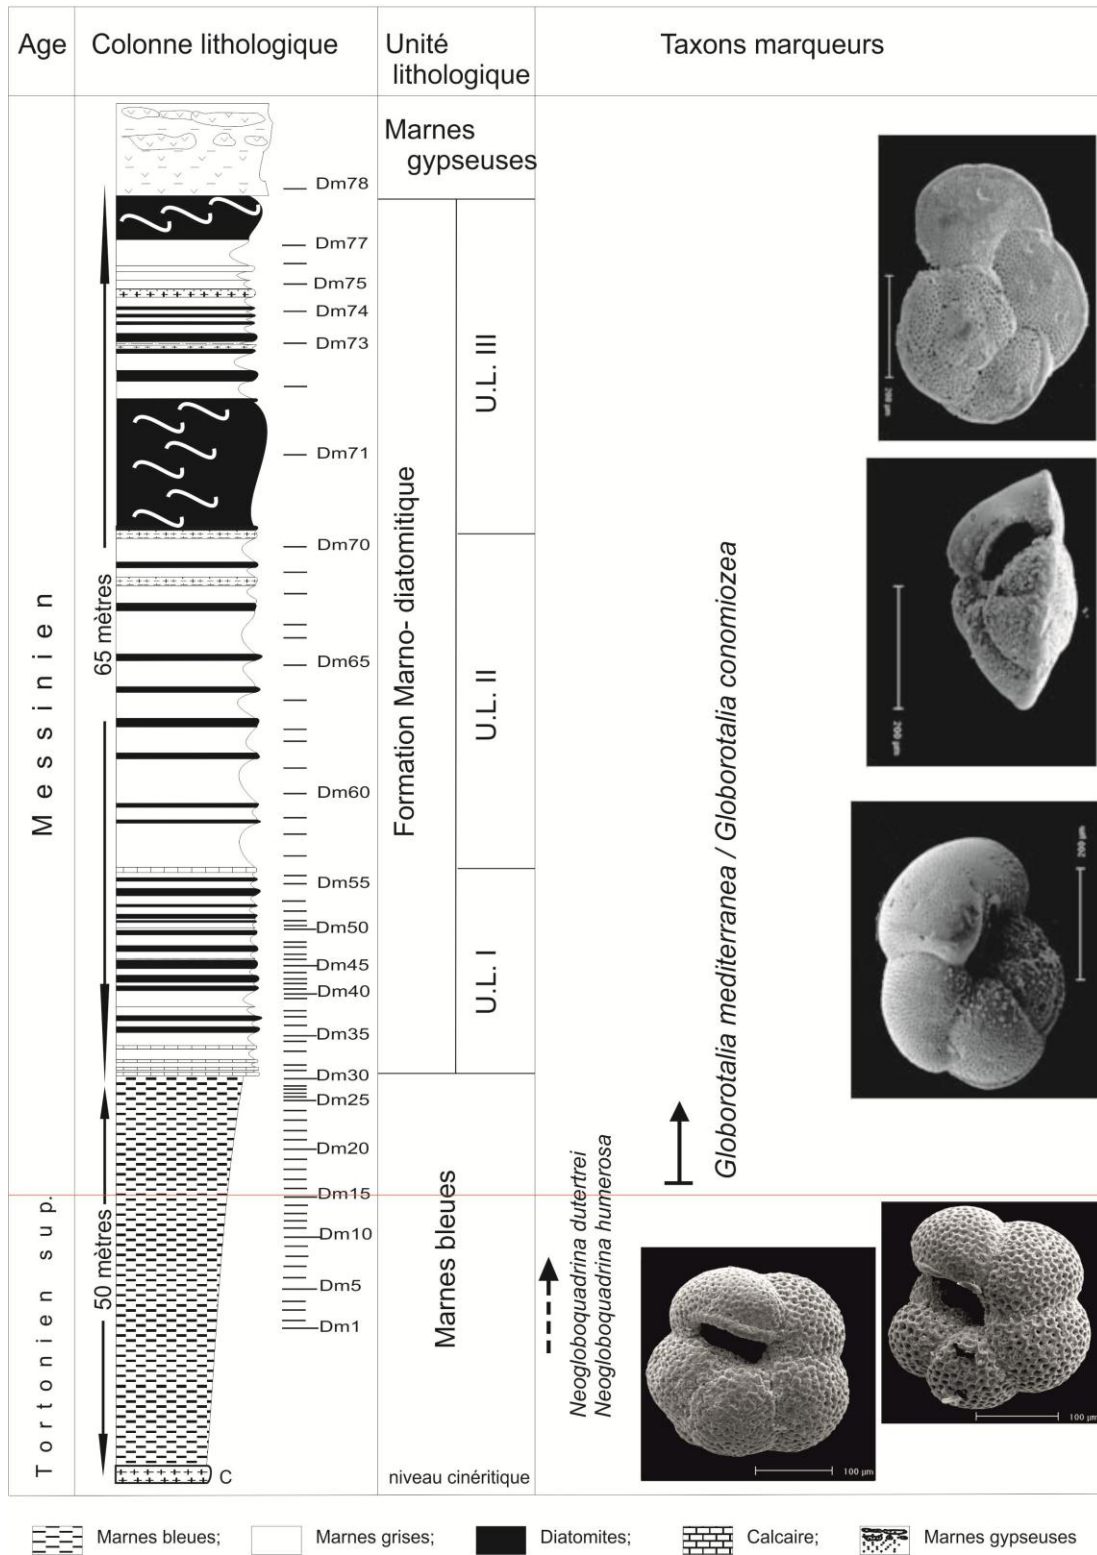 Age
Colonne lithologique
Unité
lithologique
Taxons marqueurs
Messinien
Tortonien sup.
65 mètres
50 mètres
Dm78
Dm77
Dm75
Dm74
Dm73
Dm71
Dm70
Dm65
Dm60
Dm55
Dm50
Dm45
Dm40
Dm35
Dm30
Dm25
Dm20
Dm15
Dm10
Dm5
Dm1
C
Marnes
gypseuses
Formation Marno- diatomitique
U.L. III
U.L. II
U.L. I
Marnes bleues
niveau cinéritique
Globorotalia mediterranea / Globorotalia conomiozea
Neogloboquadrina dutertrei
Neogloboquadrina humerosa
200 µm
200 µm
200 µm
100 µm
100 µm
Marnes bleues;
Marnes grises;
Diatomites;
Calcaire;
Marnes gypseuses